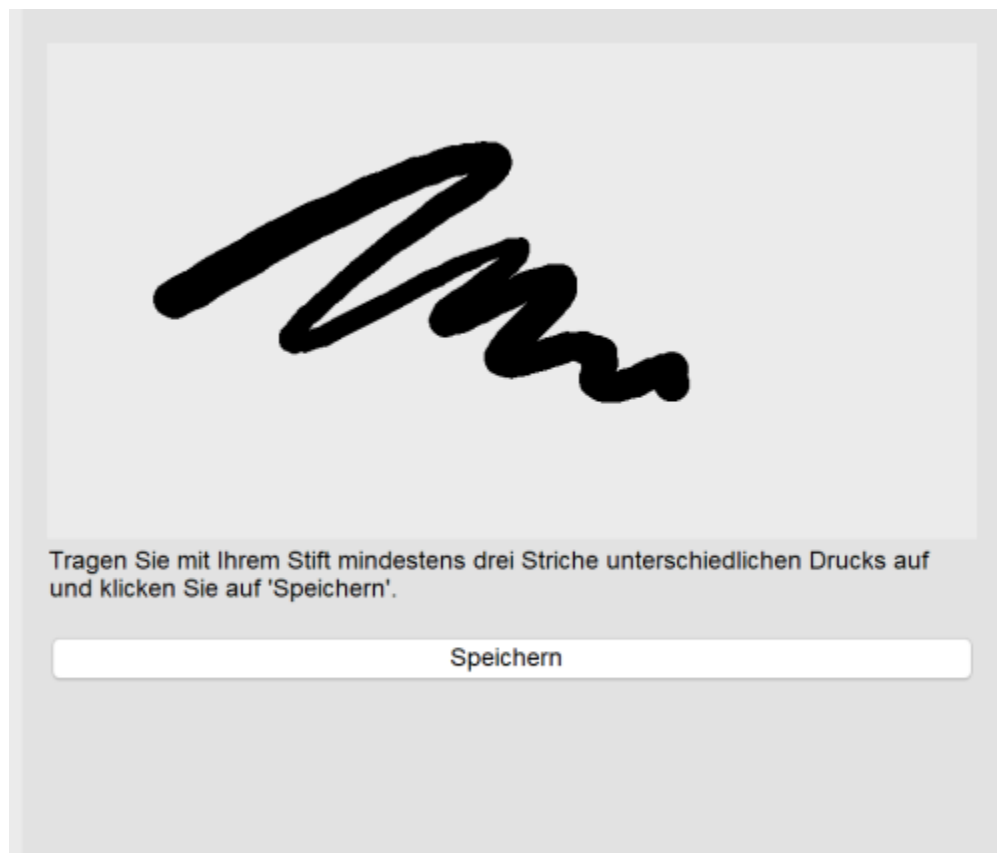 Tragen Sie mit Ihrem Stift mindestens drei Striche unterschiedlichen Drucks auf
und klicken Sie auf 'Speichern'.
Speichern